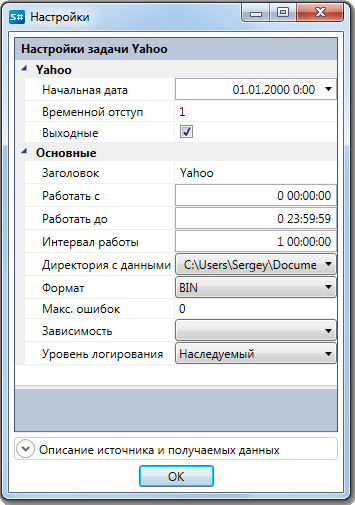 S# Настройки
Настройки задачи Yahoo
Yahoo
Начальная дата 01.01.2000 0:00
Временной отступ 1
Выходные
Основные
Заголовок Yahoo
Работать с 0 00:00:00
Работать до 0 23:59:59
Интервал работы 1 00:00:00
Директория с данными C:\Users\Sergey\Docume
Формат BIN
Макс. ошибок 0
Зависимость
Уровень логирования Наследуемый
Описание источника и получаемых данных
OK